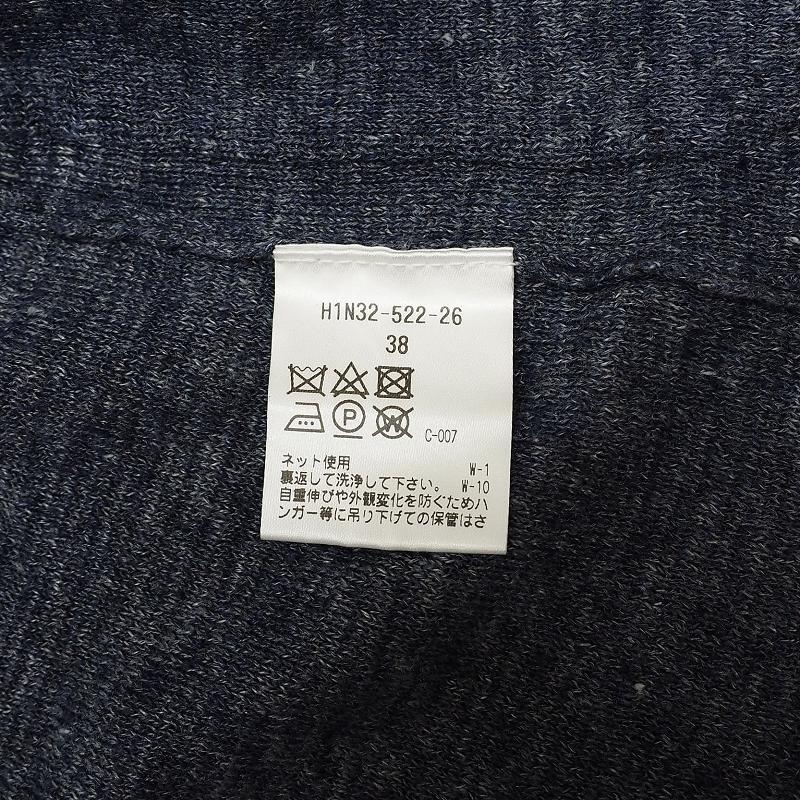 H1N32-522-26
38
P W C-007
ネット使用 W-1
裏返して洗浄して下さい。 W-10
自重伸びや外観変化を防ぐためハ
ンガー等に吊り下げての保管はさ